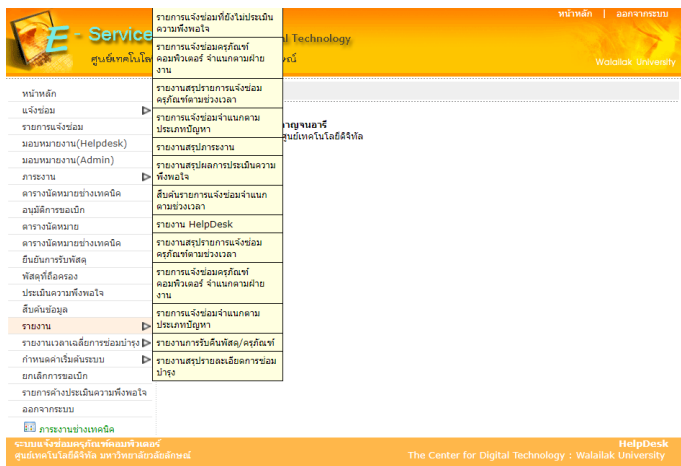 หน้าหลัก | ออกจากระบบ
E - Service
l Technology
ศูนย์เทคโนโล
ณ์
Walailak University
รายการแจ้งซ่อมที่ยังไม่ประเมิน
ความพึงพอใจ
รายการแจ้งซ่อมครุภัณฑ์
คอมพิวเตอร์ จำแนกตามฝ่าย
งาน
รายงานสรุปรายการแจ้งซ่อม
ครุภัณฑ์ตามช่วงเวลา
รายการแจ้งซ่อมจำแนกตาม
ประเภทปัญหา
รายงานสรุปภาระงาน
รายงานสรุปผลการประเมินความ
พึงพอใจ
สืบค้นรายการแจ้งซ่อมจำแนก
ตามช่วงเวลา
รายงาน HelpDesk
รายงานสรุปรายการแจ้งซ่อม
ครุภัณฑ์ตามช่วงเวลา
รายการแจ้งซ่อมครุภัณฑ์
คอมพิวเตอร์ จำแนกตามฝ่าย
งาน
รายการแจ้งซ่อมจำแนกตาม
ประเภทปัญหา
รายงานการรับคืนพัสดุ/ครุภัณฑ์
รายงานสรุปรายละเอียดการซ่อม
บำรุง
กาญจนอารี
ศูนย์เทคโนโลยีดิจิทัล
หน้าหลัก
แจ้งซ่อม
รายการแจ้งซ่อม
มอบหมายงาน(Helpdesk)
มอบหมายงาน(Admin)
ภาระงาน
ตารางนัดหมายช่างเทคนิค
อนุมัติการขอเบิก
ตารางนัดหมาย
ตารางนัดหมายช่างเทคนิค
ยืนยันการรับพัสดุ
พัสดุที่ถือครอง
ประเมินความพึงพอใจ
สืบค้นข้อมูล
รายงาน
รายงานเวลาเฉลี่ยการซ่อมบำรุง
กำหนดค่าเริ่มต้นระบบ
ยกเลิกการขอเบิก
รายการค้างประเมินความพึงพอใจ
ออกจากระบบ
ภาระงานช่างเทคนิค
ระบบแจ้งซ่อมครุภัณฑ์คอมพิวเตอร์
HelpDesk
ศูนย์เทคโนโลยีดิจิทัล มหาวิทยาลัยวลัยลักษณ์
The Center for Digital Technology : Walailak University